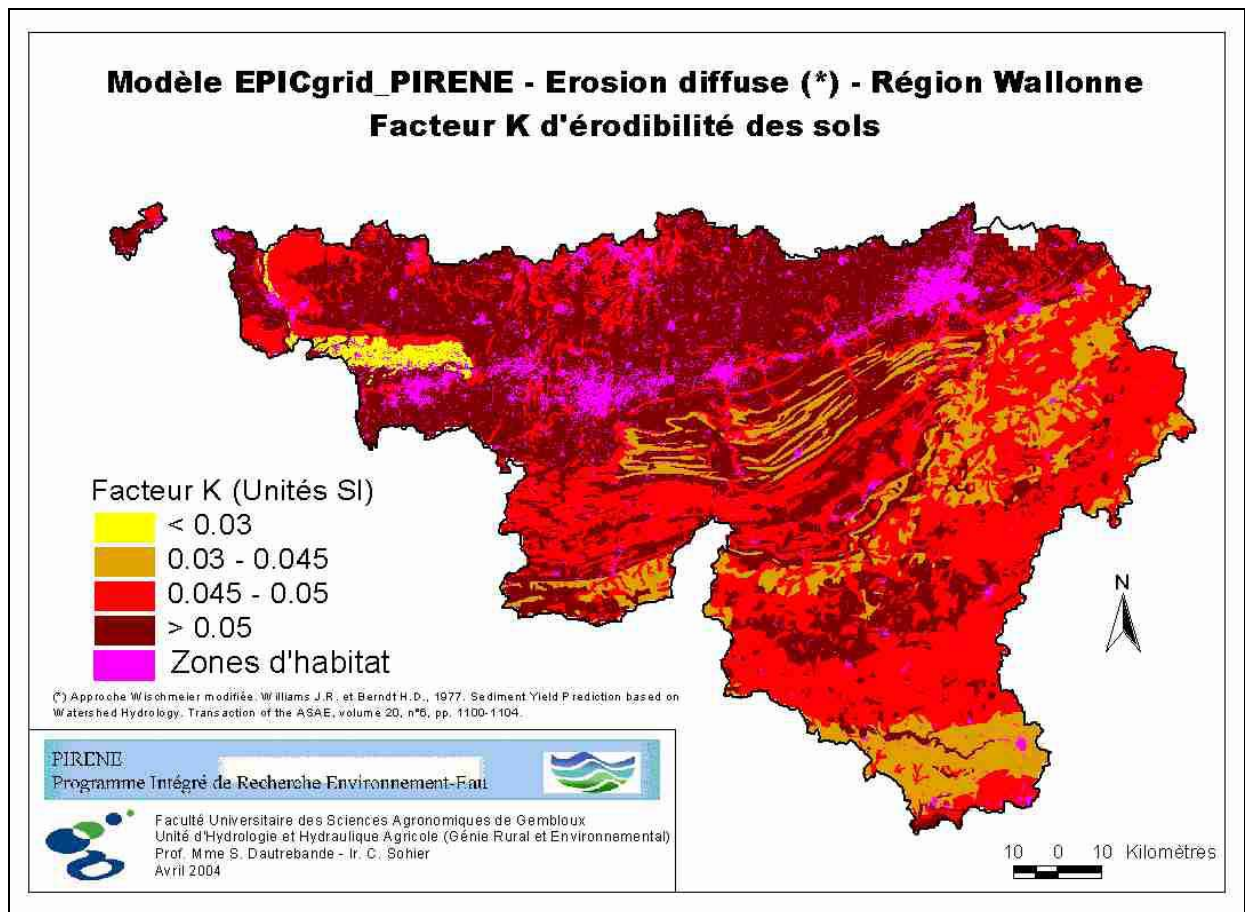 Modèle EPICgrid_PIRENE - Erosion diffuse (*) - Région Wallonne
Facteur K d'érodibilité des sols
Facteur K (Unités SI)
< 0.03
0.03 - 0.045
0.045 - 0.05
> 0.05
Zones d'habitat
N
(*) Approche Wischmeier modifiée. Williams J.R. et Berndt H.D., 1977. Sediment Yield Prediction based on
Watershed Hydrology. Transaction of the ASAE, volume 20, n°6, pp. 1100-1104.
PIRENE
Programme Intégré de Recherche Environnement-Eau
Faculté Universitaire des Sciences Agronomiques de Gembloux
Unité d'Hydrologie et Hydraulique Agricole (Génie Rural et Environnemental)
Prof. Mme S. Dautrebande - Ir. C. Sohier
Avril 2004
10 0 10 Kilomètres